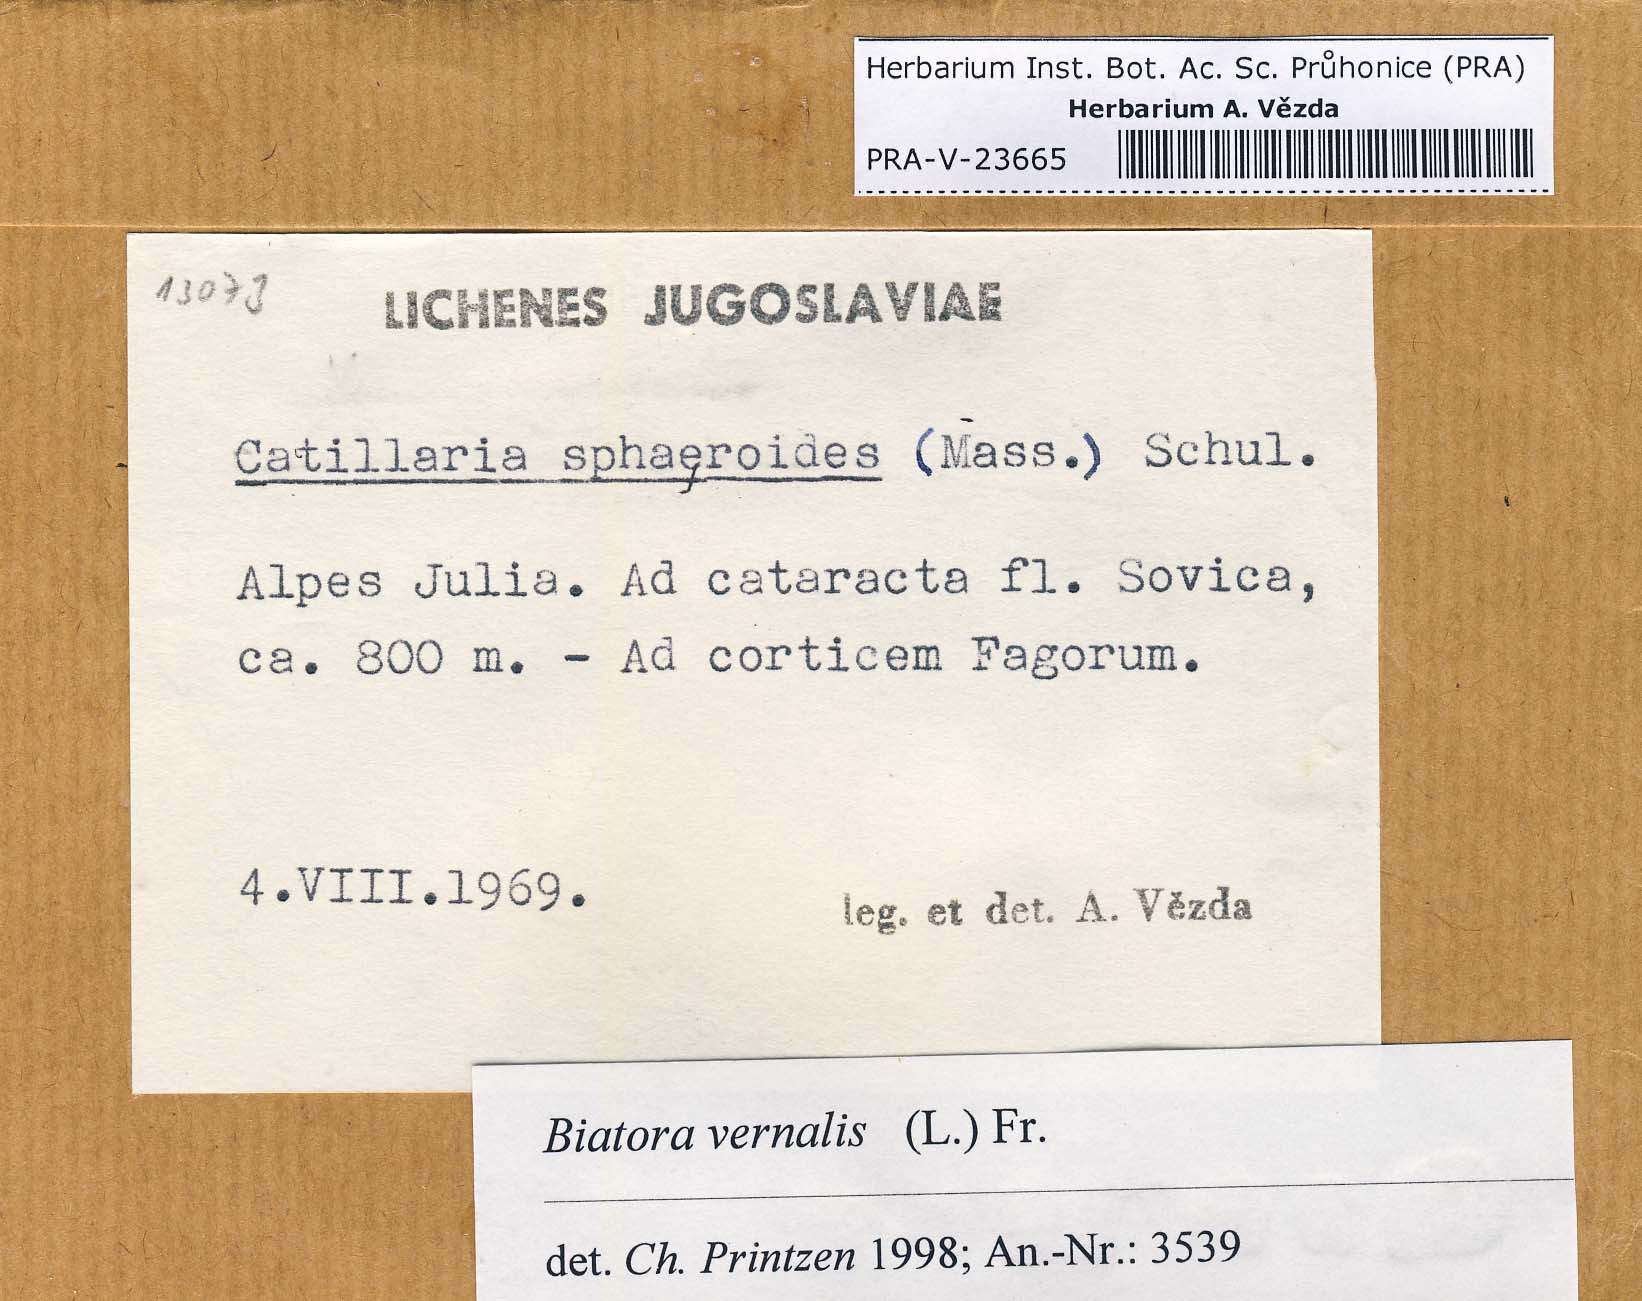 Herbarium Inst. Bot. Ac. Sc. Průhonice (PRA)
Herbarium A. Vězda
PRA-V-23665
LICHENES JUGOSLAVIAE
Catillaria sphaeroides (Mass.) Schul.
Alpes Julia. Ad cataracta fl. Sovica,
ca. 800 m. - Ad corticem Fagorum.
4.VIII.1969.
leg. et det. A. Vězda
Biatora vernalis (L.) Fr.
det. Ch. Printzen 1998; An.-Nr.: 3539